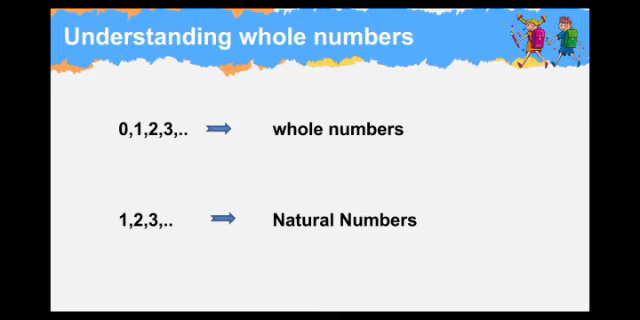 Understanding whole numbers
0,1,2,3,.. whole numbers
1,2,3,.. Natural Numbers